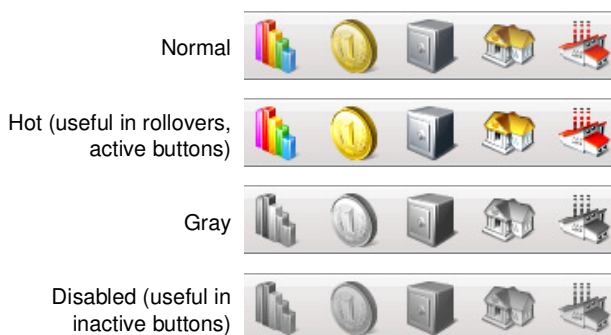 Normal
Hot (useful in rollovers,
active buttons)
Gray
Disabled (useful in
inactive buttons)